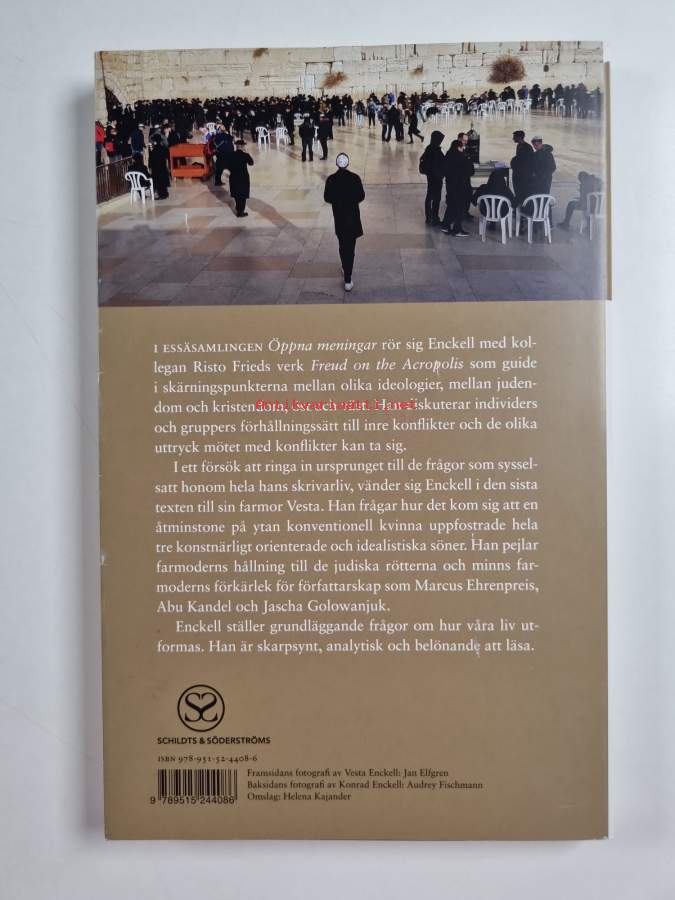 I ESSÄSAMLINGEN Öppna meningar rör sig Enckell med kol-
legan Risto Frieds verk Freud on the Acropolis som guide
i skärningspunkterna mellan olika ideologier, mellan juden-
dom och kristendom, Han diskuterar individers
och gruppers förhållningssätt till inre konflikter och de olika
uttryck mötet med konflikter kan ta sig.
I ett försök att ringa in ursprunget till de frågor som syssel-
satt honom hela hans skrivarliv, vänder sig Enckell i den sista
texten till sin farmor Vesta. Han frågar hur det kom sig att en
åtminstone på ytan konventionell kvinna uppfostrade hela
tre konstnärligt orienterade och idealistiska söner. Han pejlar
farmoderns hållning till de judiska rötterna och minns far-
moderns förkärlek för författarskap som Marcus Ehrenpreis,
Abu Kandel och Jascha Golowanjuk.
Enckell ställer grundläggande frågor om hur våra liv ut-
formas. Han är skarpsynt, analytisk och belönande att läsa.
SCHILDTS & SÖDERSTRÖMS
ISBN 978-951-52-4408-6
9 789515 244086
Framsidans fotografi av Vesta Enckell: Jan Elfgren
Baksidans fotografi av Konrad Enckell: Audrey Fischmann
Omslag: Helena Kajander